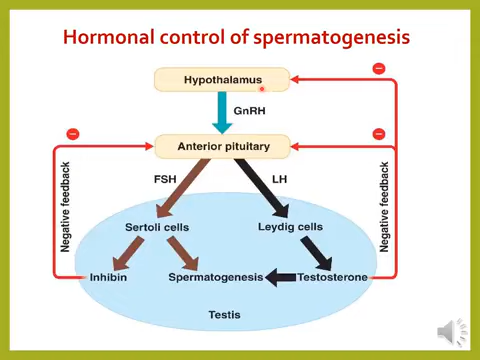 Hormonal control of spermatogenesis
Hypothalamus
GnRH
Anterior pituitary
FSH
LH
Negative feedback
Negative feedback
Sertoli cells
Leydig cells
Inhibin
Spermatogenesis
Testosterone
Testis